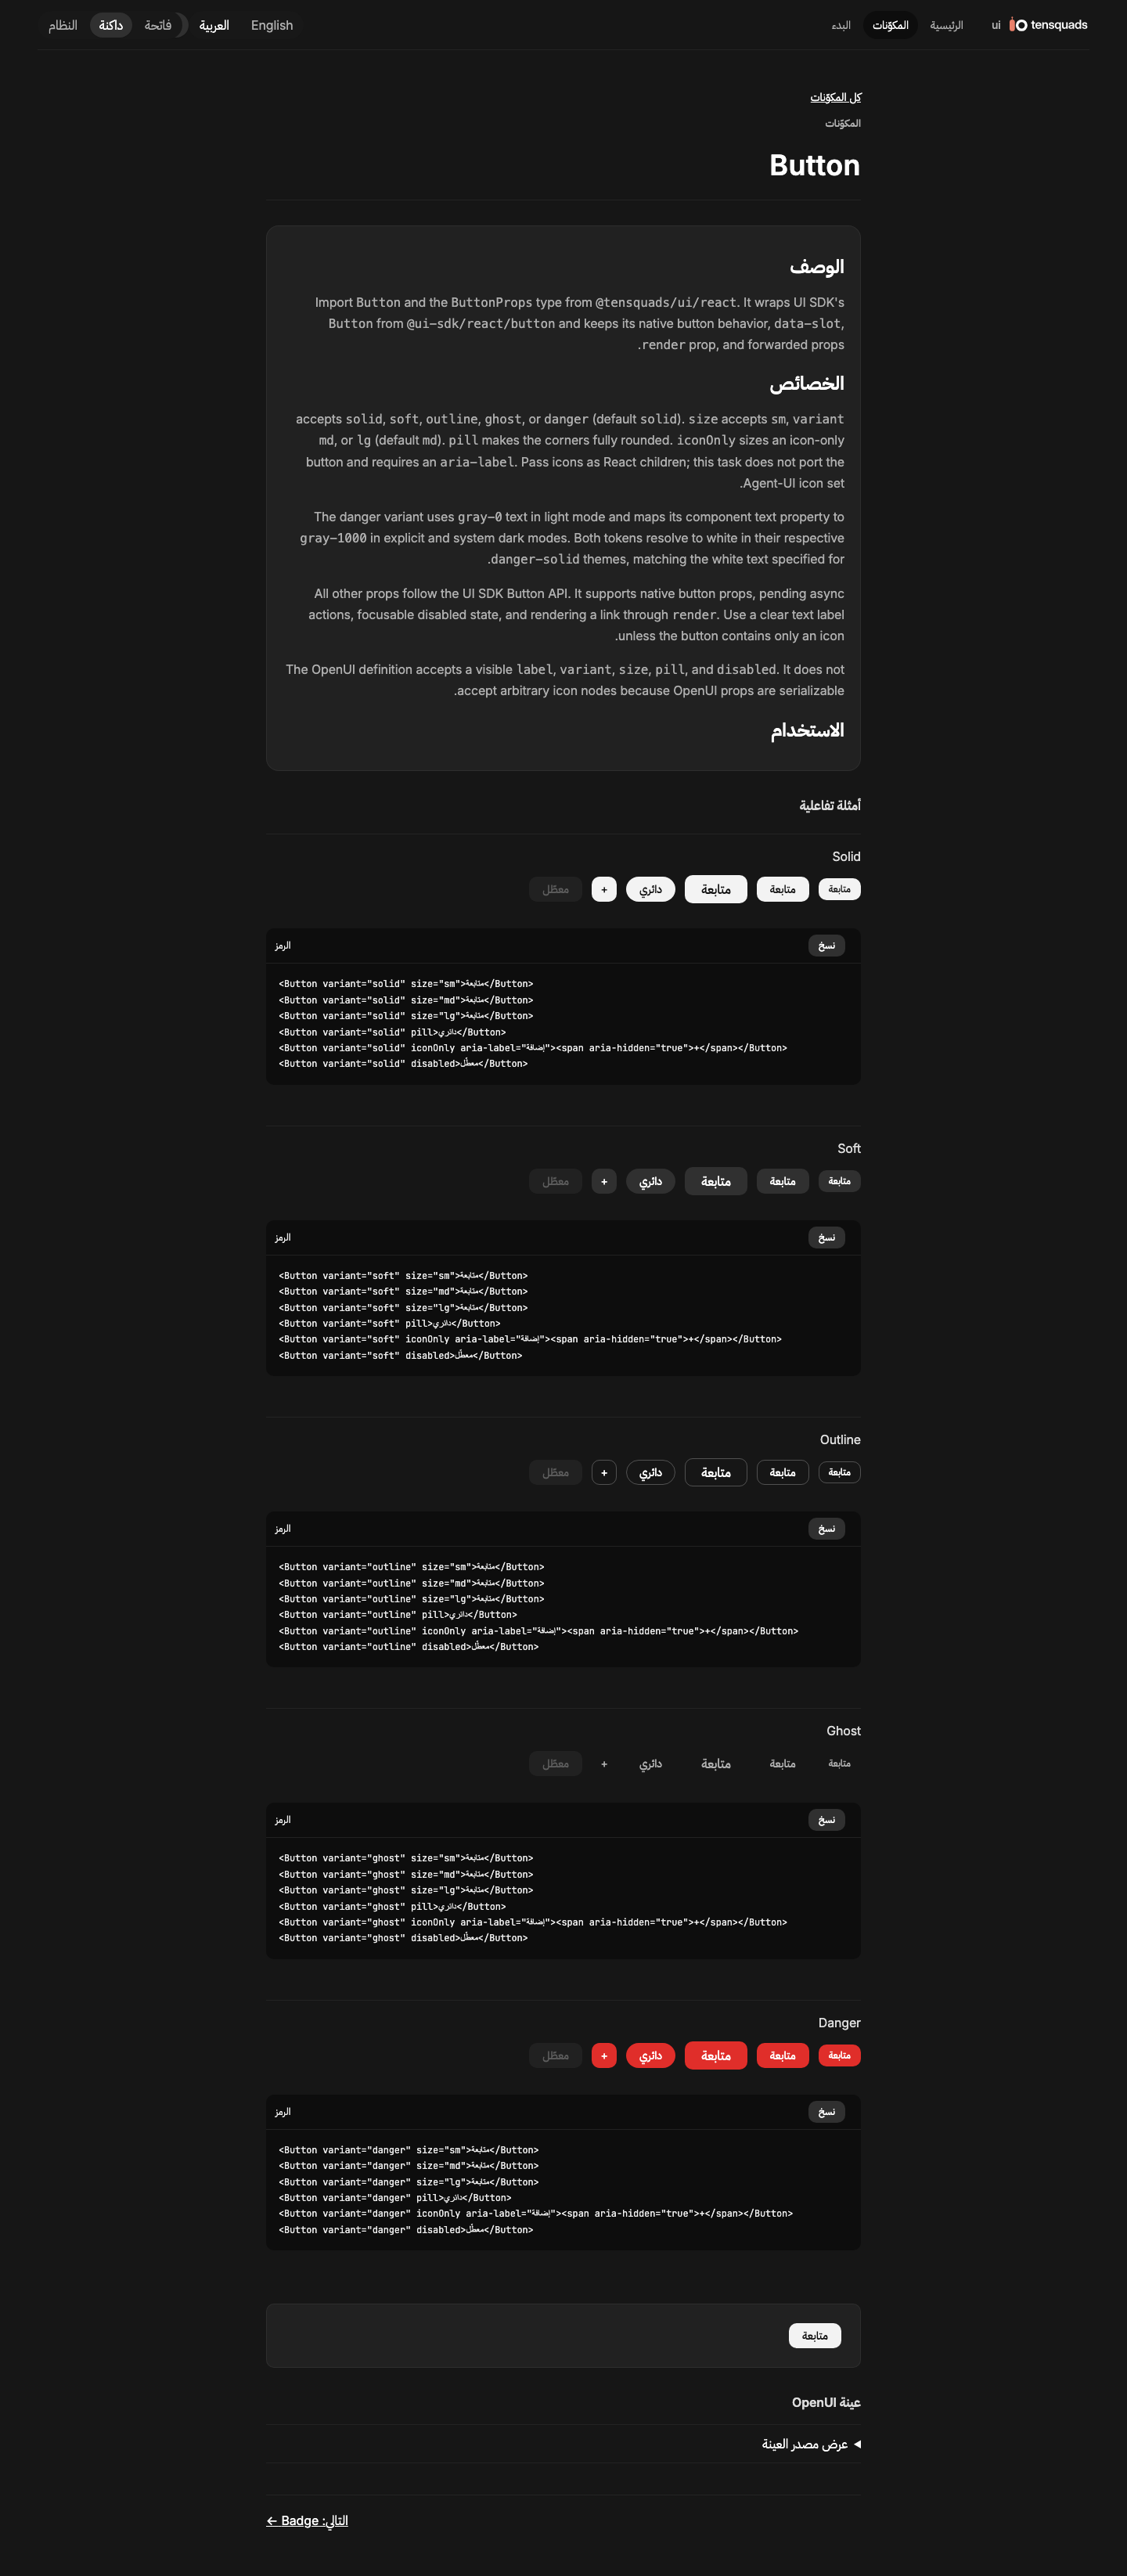 tensquads ui
الرئيسية
المكوّنات
البدء
English
العربية
فاتحة
داكنة
النظام
كل المكوّنات
المكوّنات
Button
الوصف
Import Button and the ButtonProps type from @tensquads/ui/react. It wraps UI SDK's
Button from @ui-sdk/react/button and keeps its native button behavior, data-slot,
render prop, and forwarded props.
الخصائص
variant accepts solid, soft, outline, ghost, or danger (default solid). size accepts sm,
md, or lg (default md). pill makes the corners fully rounded. iconOnly sizes an icon-only
button and requires an aria-label. Pass icons as React children; this task does not port the
Agent-UI icon set.
The danger variant uses gray-0 text in light mode and maps its component text property to
gray-1000 in explicit and system dark modes. Both tokens resolve to white in their respective
themes, matching the white text specified for danger-solid.
All other props follow the UI SDK Button API. It supports native button props, pending async
actions, focusable disabled state, and rendering a link through render. Use a clear text label
unless the button contains only an icon.
The OpenUI definition accepts a visible label, variant, size, pill, and disabled. It does not
accept arbitrary icon nodes because OpenUI props are serializable.
الاستخدام
أمثلة تفاعلية
Solid
متابعة متابعة متابعة دائري + معطّل
نسخ
الرمز
<Button variant="solid" size="sm">متابعة</Button>
<Button variant="solid" size="md">متابعة</Button>
<Button variant="solid" size="lg">متابعة</Button>
<Button variant="solid" pill>دائري</Button>
<Button variant="solid" iconOnly aria-label="إضافة"><span aria-hidden="true">+</span></Button>
<Button variant="solid" disabled>معطّل</Button>
Soft
متابعة متابعة متابعة دائري + معطّل
نسخ
الرمز
<Button variant="soft" size="sm">متابعة</Button>
<Button variant="soft" size="md">متابعة</Button>
<Button variant="soft" size="lg">متابعة</Button>
<Button variant="soft" pill>دائري</Button>
<Button variant="soft" iconOnly aria-label="إضافة"><span aria-hidden="true">+</span></Button>
<Button variant="soft" disabled>معطّل</Button>
Outline
متابعة متابعة متابعة دائري + معطّل
نسخ
الرمز
<Button variant="outline" size="sm">متابعة</Button>
<Button variant="outline" size="md">متابعة</Button>
<Button variant="outline" size="lg">متابعة</Button>
<Button variant="outline" pill>دائري</Button>
<Button variant="outline" iconOnly aria-label="إضافة"><span aria-hidden="true">+</span></Button>
<Button variant="outline" disabled>معطّل</Button>
Ghost
متابعة متابعة متابعة دائري + معطّل
نسخ
الرمز
<Button variant="ghost" size="sm">متابعة</Button>
<Button variant="ghost" size="md">متابعة</Button>
<Button variant="ghost" size="lg">متابعة</Button>
<Button variant="ghost" pill>دائري</Button>
<Button variant="ghost" iconOnly aria-label="إضافة"><span aria-hidden="true">+</span></Button>
<Button variant="ghost" disabled>معطّل</Button>
Danger
متابعة متابعة متابعة دائري + معطّل
نسخ
الرمز
<Button variant="danger" size="sm">متابعة</Button>
<Button variant="danger" size="md">متابعة</Button>
<Button variant="danger" size="lg">متابعة</Button>
<Button variant="danger" pill>دائري</Button>
<Button variant="danger" iconOnly aria-label="إضافة"><span aria-hidden="true">+</span></Button>
<Button variant="danger" disabled>معطّل</Button>
متابعة
عينة OpenUI
عرض مصدر العينة
التالي: Badge ←